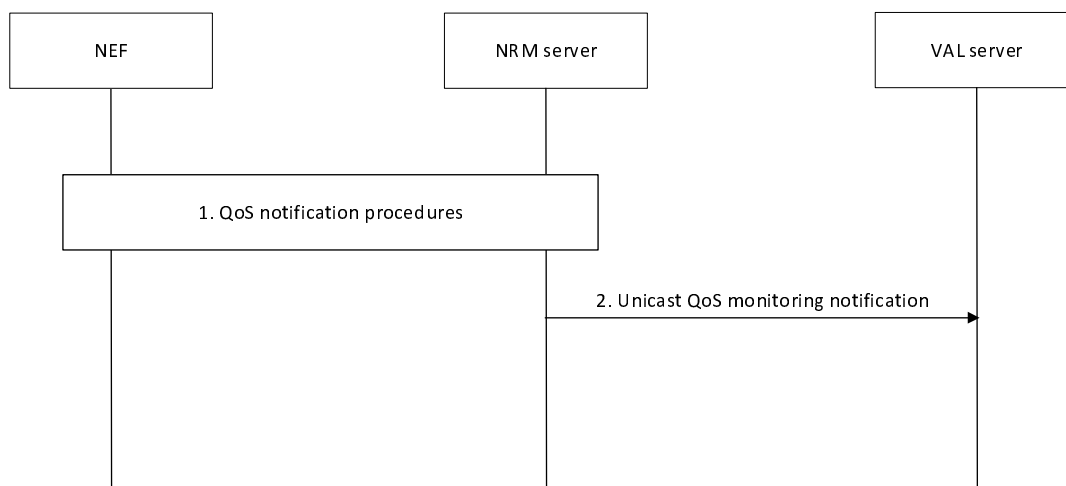 NEF
NRM server
VAL server
1. QoS notification procedures
2. Unicast QoS monitoring notification